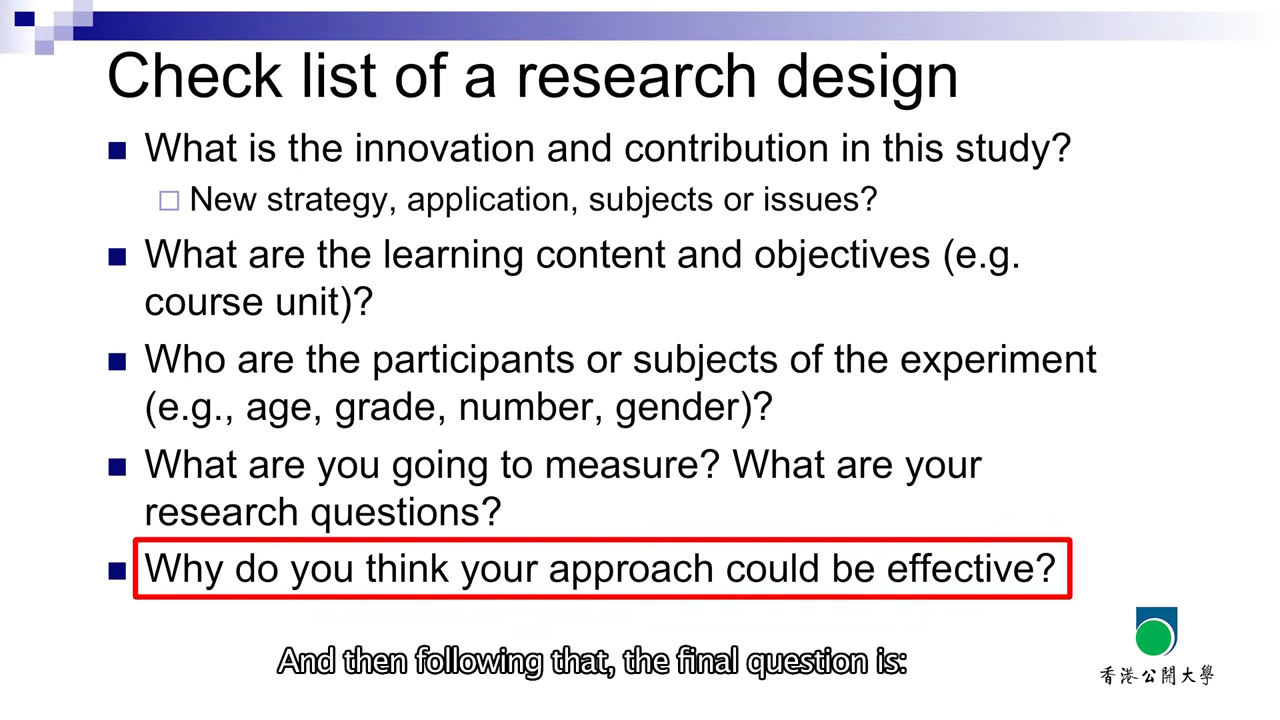 Check list of a research design
What is the innovation and contribution in this study?
New strategy, application, subjects or issues?
What are the learning content and objectives (e.g.
course unit)?
Who are the participants or subjects of the experiment
(e.g., age, grade, number, gender)?
What are you going to measure? What are your
research questions?
Why do you think your approach could be effective?
And then following that, the final question is:
香港公開大學